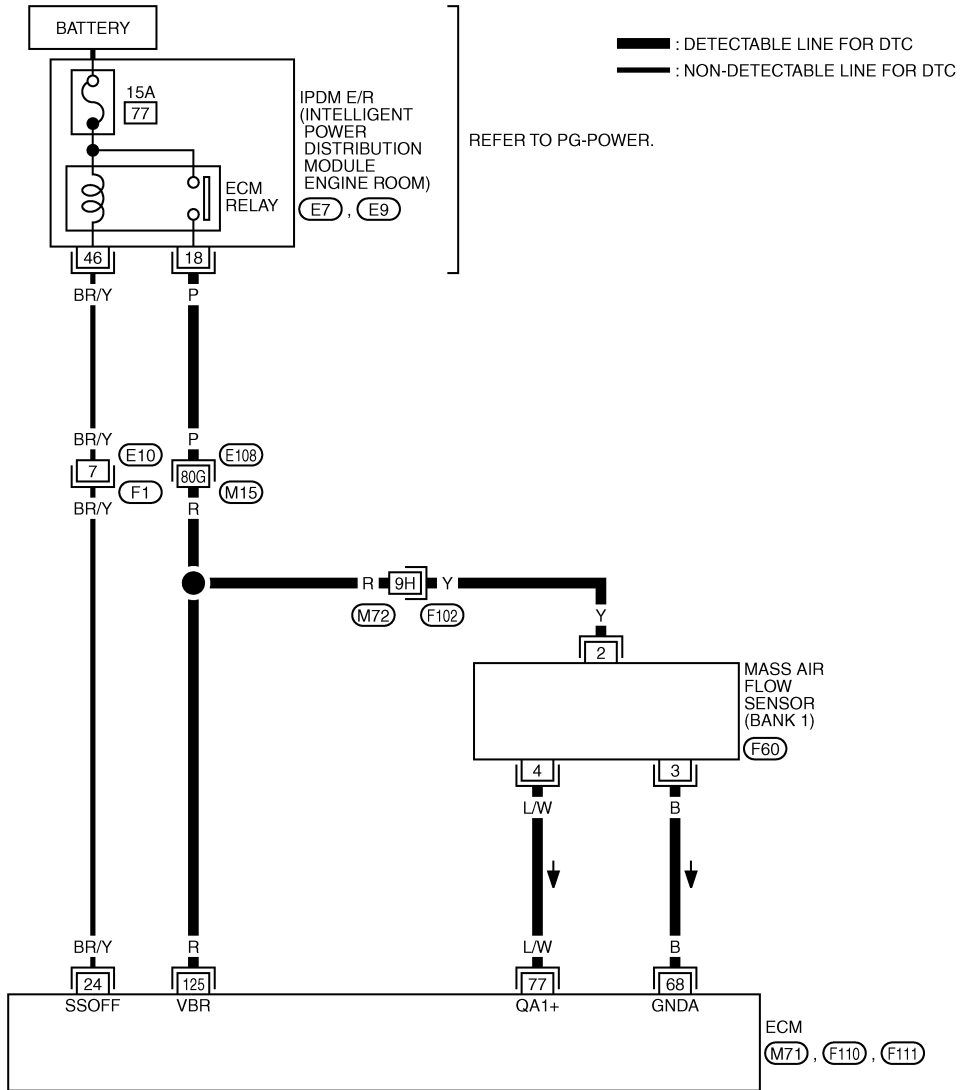 BATTERY
: DETECTABLE LINE FOR DTC
: NON-DETECTABLE LINE FOR DTC
15A
77
IPDM E/R
(INTELLIGENT
POWER
DISTRIBUTION
MODULE
ENGINE ROOM)
E7 , E9
REFER TO PG-POWER.
ECM
RELAY
46
18
BR/Y
P
BR/Y
P
7
E10
F1
80G
E108
M15
BR/Y
R
R
9H
Y
M72
F102
Y
2
MASS AIR
FLOW
SENSOR
(BANK 1)
F60
4
3
L/W
B
BR/Y
R
L/W
B
24
125
77
68
SSOFF
VBR
QA1+
GNDA
ECM
M71 , F110 , F111